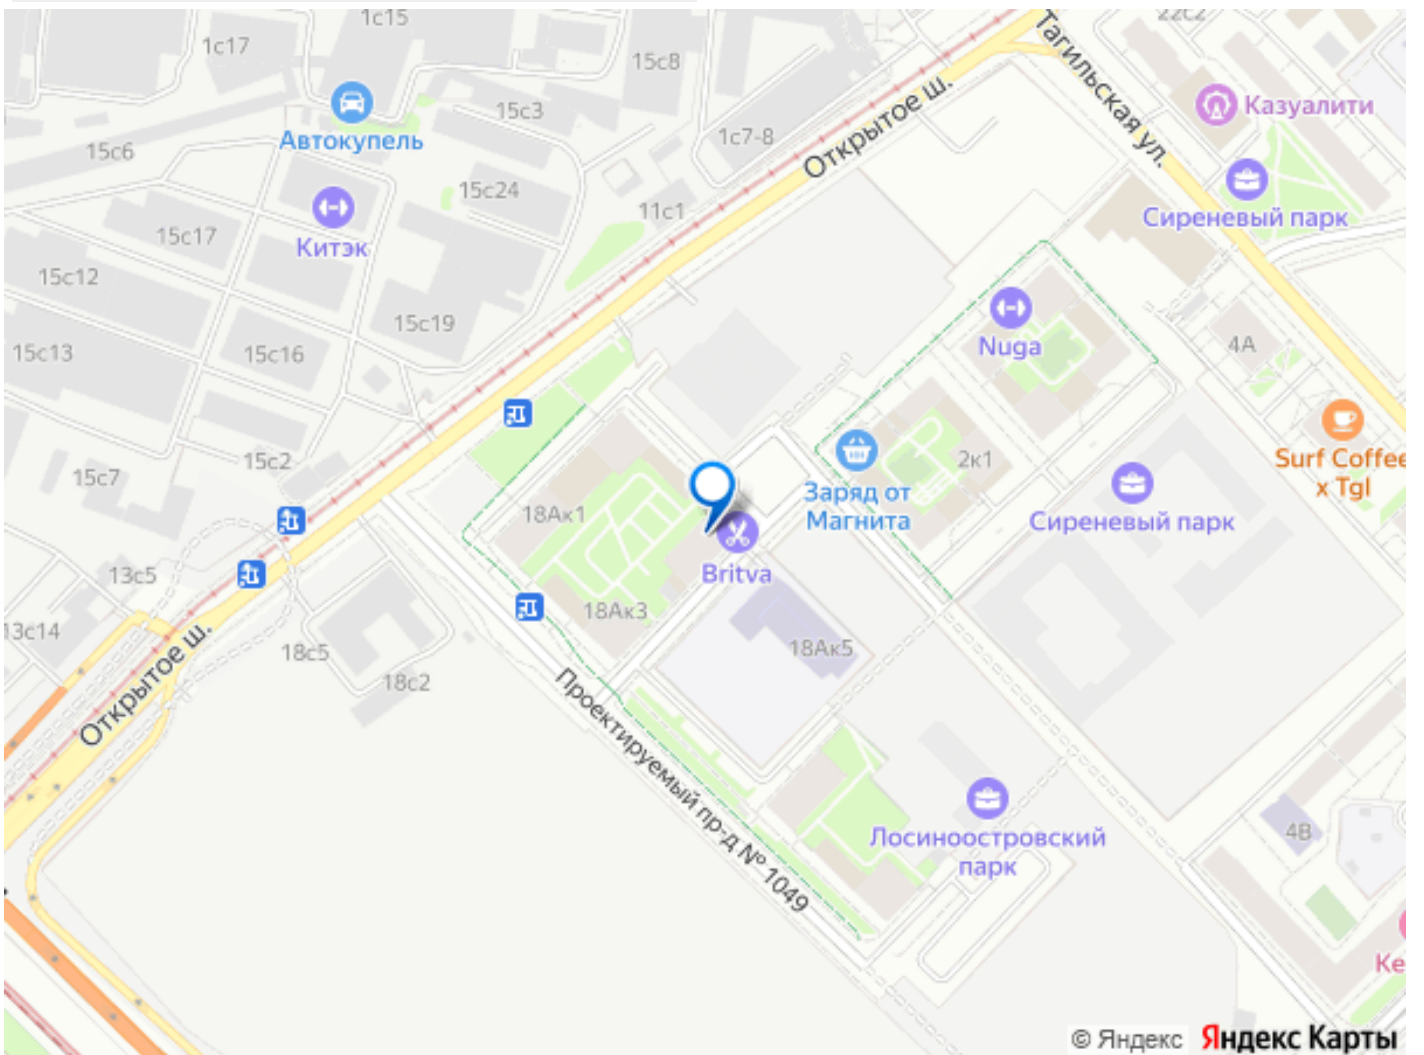 1с15
22с2
1с17
15с8
Тагильская ул.
Открытое ш.
Казуалити
15с3
Автокупель
1с7-8
15с6
15с24
11с1
Сиреневый парк
15с17
Китэк
15с12
15с19
Nuga
15с13
15с16
4А
15с2
2к1
15с7
Surf Coffee
x Tgl
Заряд от
Магнита
18Ак1
Сиреневый парк
Britva
13с5
18Ак3
13с14
18с5
18Ак5
18с2
Открытое ш.
Проектируемый пр-д № 1049
Лосиноостровский
парк
4В
Ке
© Яндекс Яндекс Карты